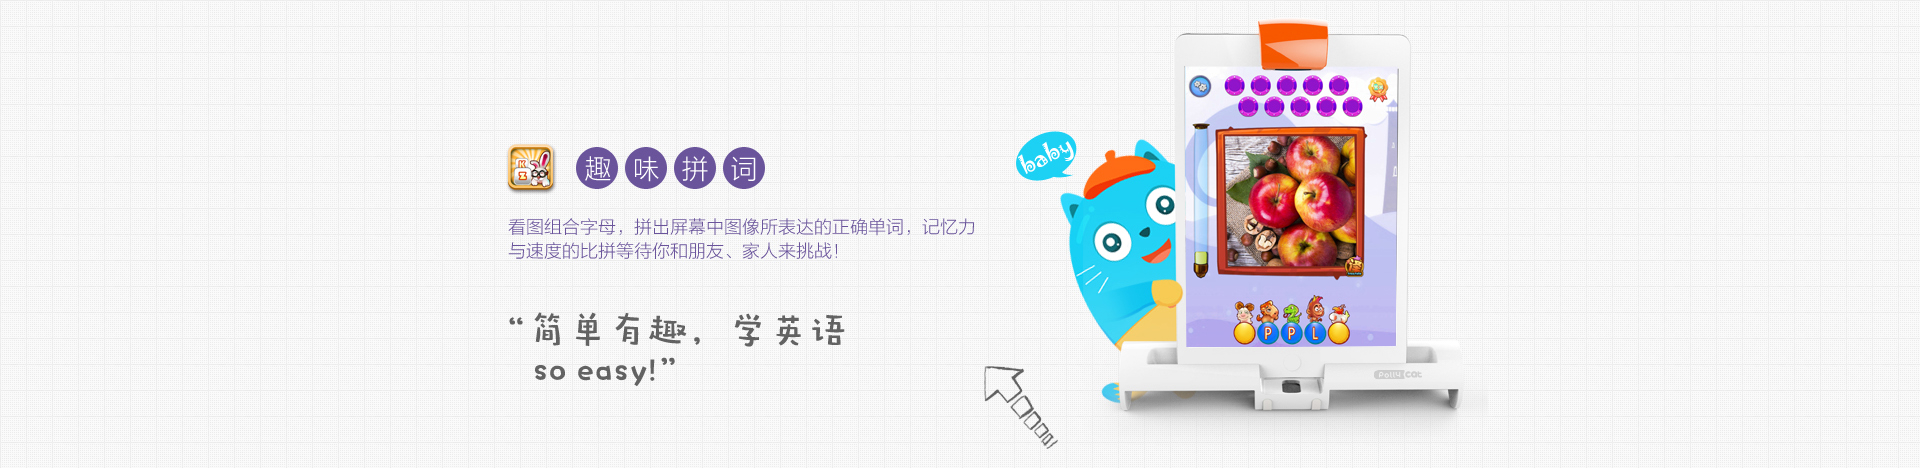 趣味拼词
看图组合字母，拼出屏幕中图像所表达的正确单词，记忆力
与速度的比拼等待你和朋友、家人来挑战！
“简单有趣，学英语
so easy!”
baby
P P L